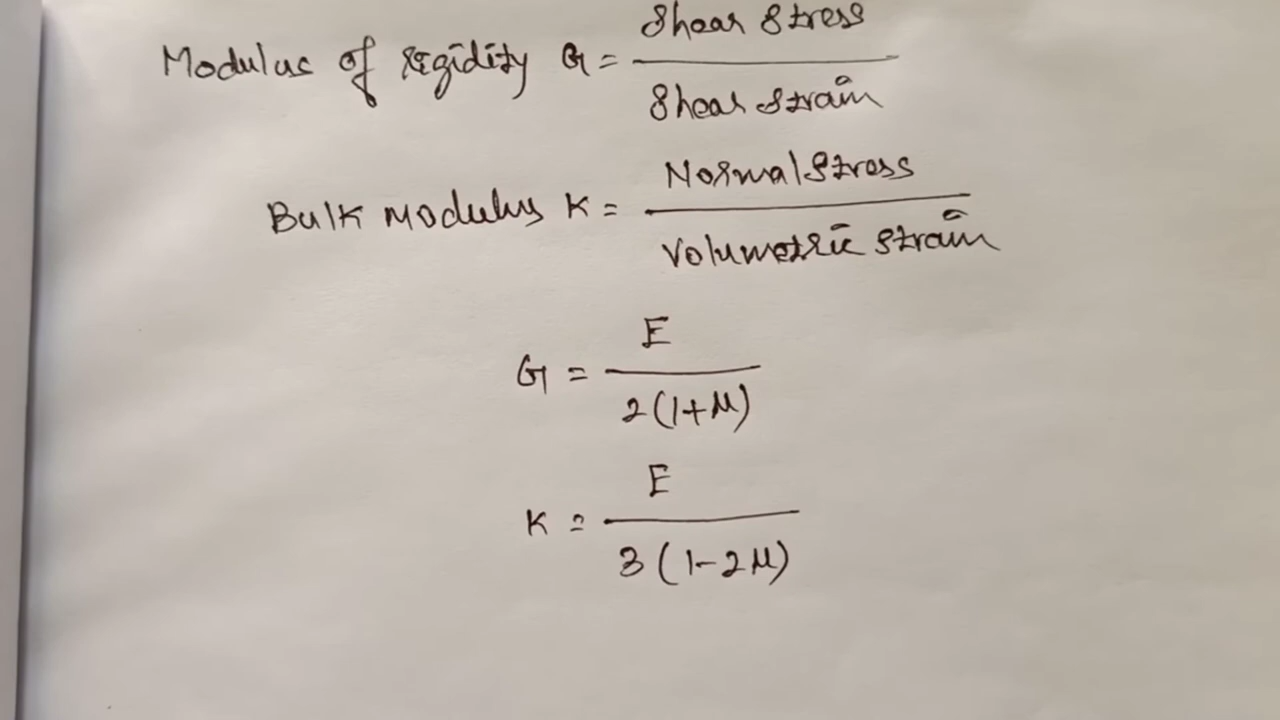 Modulus of rigidity G = Shear Stress / Shear Strain
Bulk Modulus K = Normal Stress / Volumetric Strain
G = E / 2(1+μ)
K = E / 3(1-2μ)